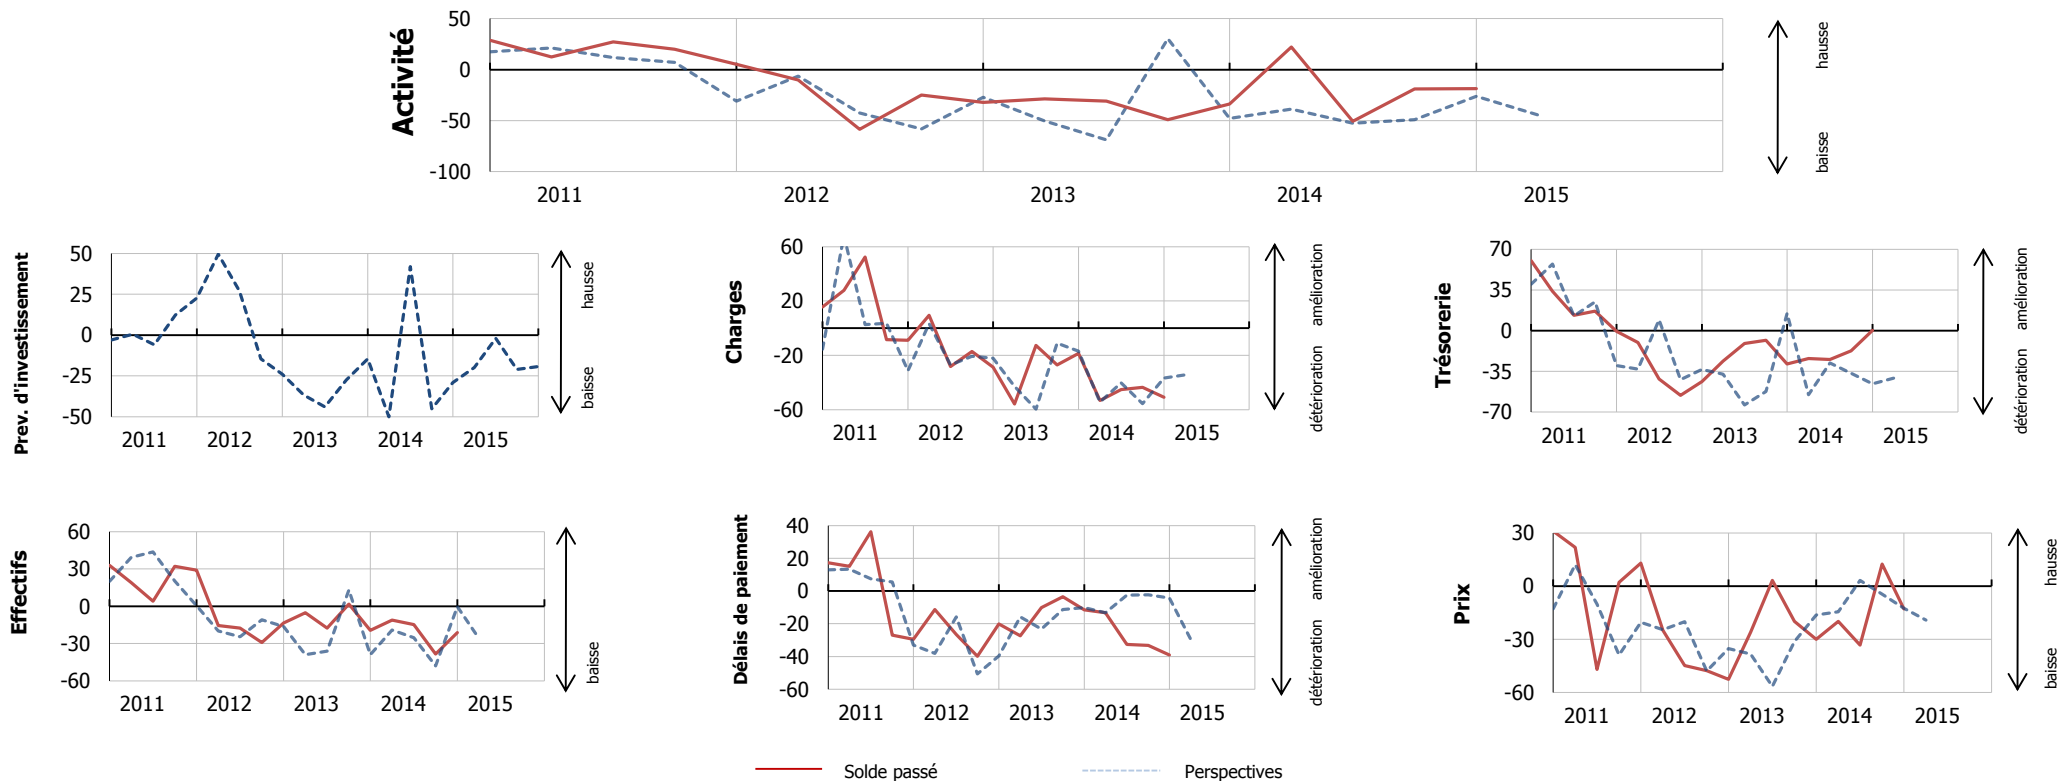 Activité
50
0
-50
-100
2011 2012 2013 2014 2015
hausse
baisse
Prev. d'investissement
50
25
0
-25
-50
2011 2012 2013 2014 2015
hausse
baisse
Charges
60
20
-20
-60
2011 2012 2013 2014 2015
amélioration
détérioration
Trésorerie
70
35
0
-35
-70
2011 2012 2013 2014 2015
amélioration
détérioration
Effectifs
60
30
0
-30
-60
2011 2012 2013 2014 2015
baisse
Délais de paiement
40
20
0
-20
-40
-60
2011 2012 2013 2014 2015
amélioration
détérioration
Prix
30
0
-30
-60
2011 2012 2013 2014 2015
hausse
baisse
Solde passé Perspectives